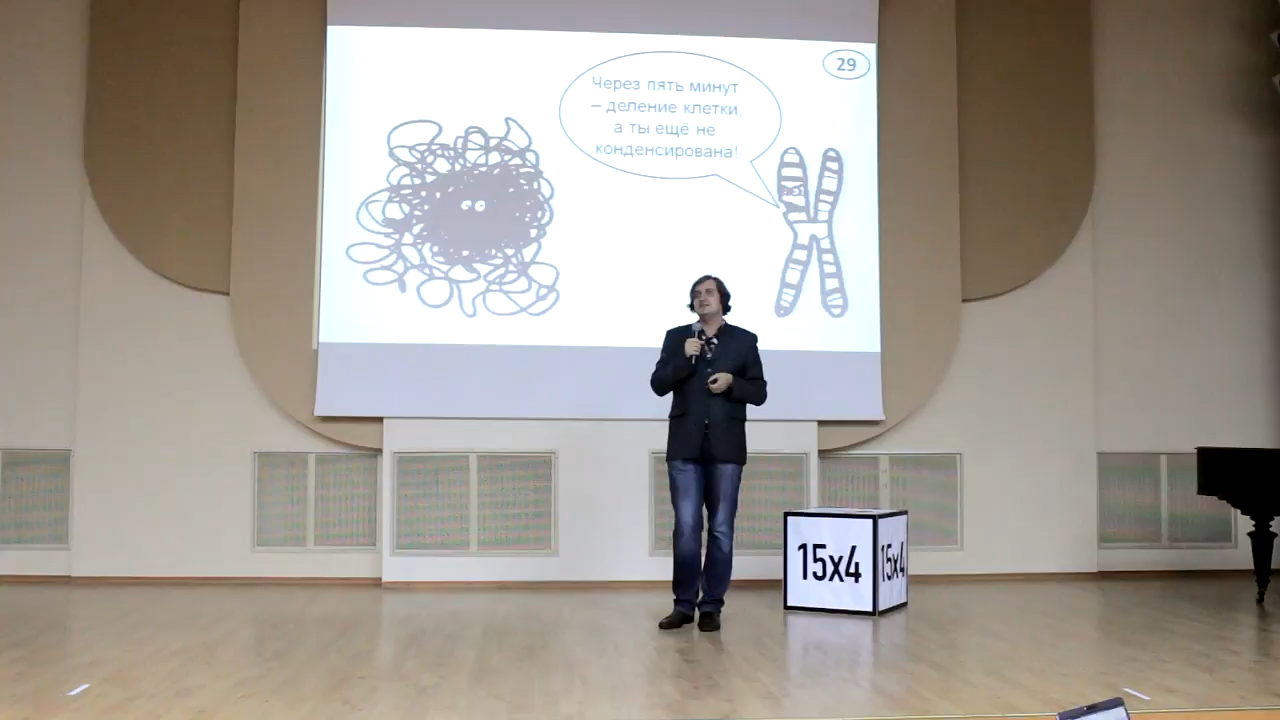 29
Через пять минут
– деление клетки,
а ты ещё не
конденсирована!
15x4
15x4